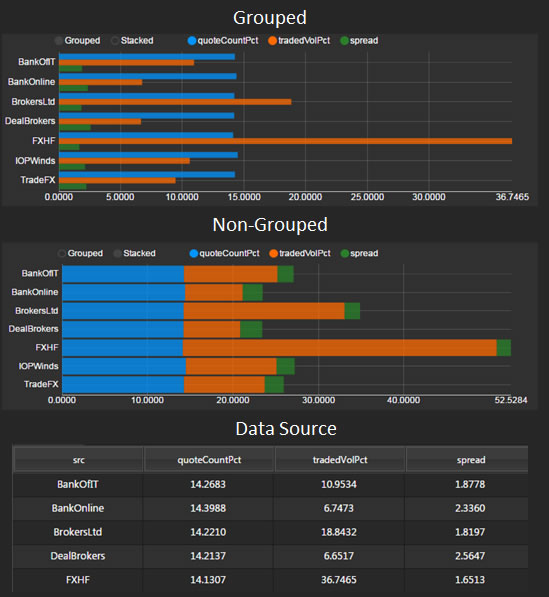 Grouped
Grouped Stacked quoteCountPct tradedVolPct spread
BankOfIT
BankOnline
BrokersLtd
DealBrokers
FXHF
IOPWinds
TradeFX
0.0000 5.0000 10.0000 15.0000 20.0000 25.0000 30.0000 36.7465
Non-Grouped
Grouped Stacked quoteCountPct tradedVolPct spread
BankOfIT
BankOnline
BrokersLtd
DealBrokers
FXHF
IOPWinds
TradeFX
0.0000 10.0000 20.0000 30.0000 40.0000 52.5284
Data Source
src quoteCountPct tradedVolPct spread
BankOfIT 14.2683 10.9534 1.8778
BankOnline 14.3988 6.7473 2.3360
BrokersLtd 14.2210 18.8432 1.8197
DealBrokers 14.2137 6.6517 2.5647
FXHF 14.1307 36.7465 1.6513